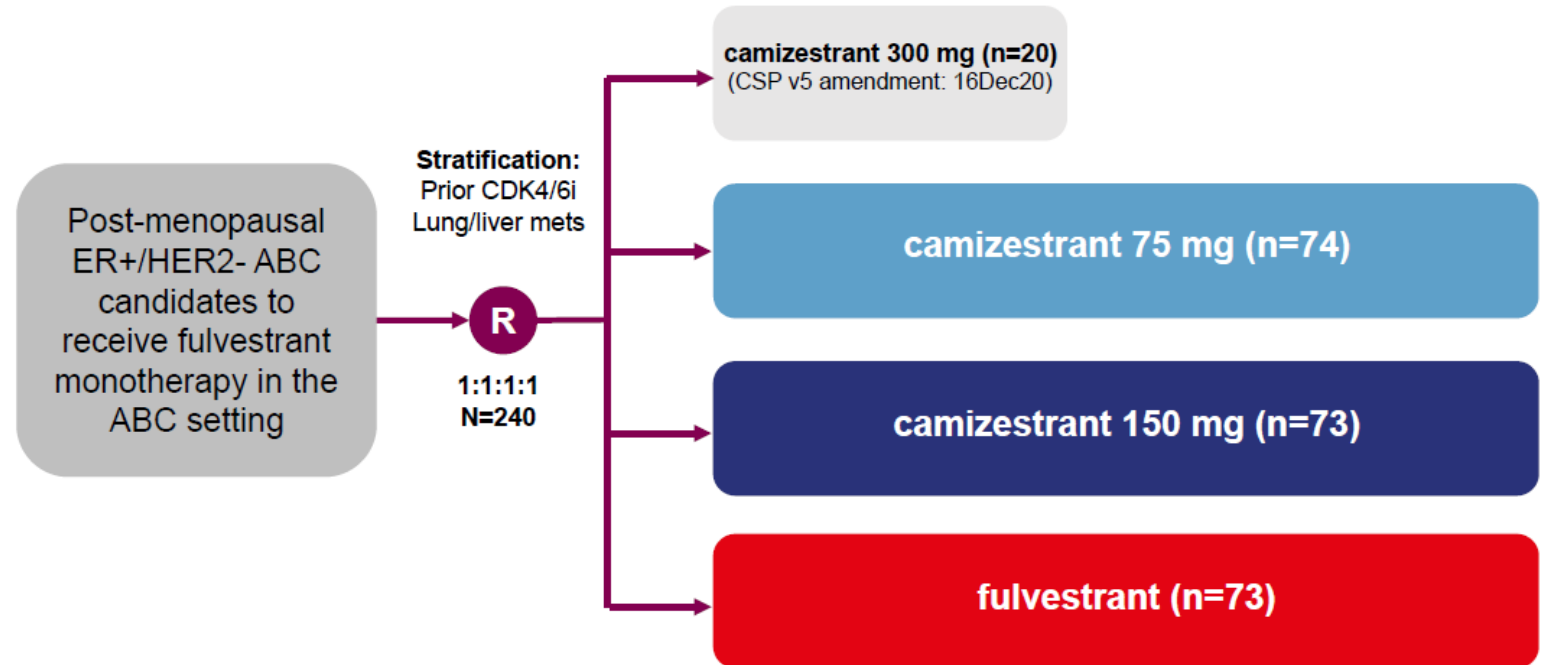 Post-menopausal
ER+/HER2- ABC
candidates to
receive fulvestrant
monotherapy in the
ABC setting
Stratification:
Prior CDK4/6i
Lung/liver mets
R
1:1:1:1
N=240
camizestrant 300 mg (n=20)
(CSP v5 amendment: 16Dec20)
camizestrant 75 mg (n=74)
camizestrant 150 mg (n=73)
fulvestrant (n=73)